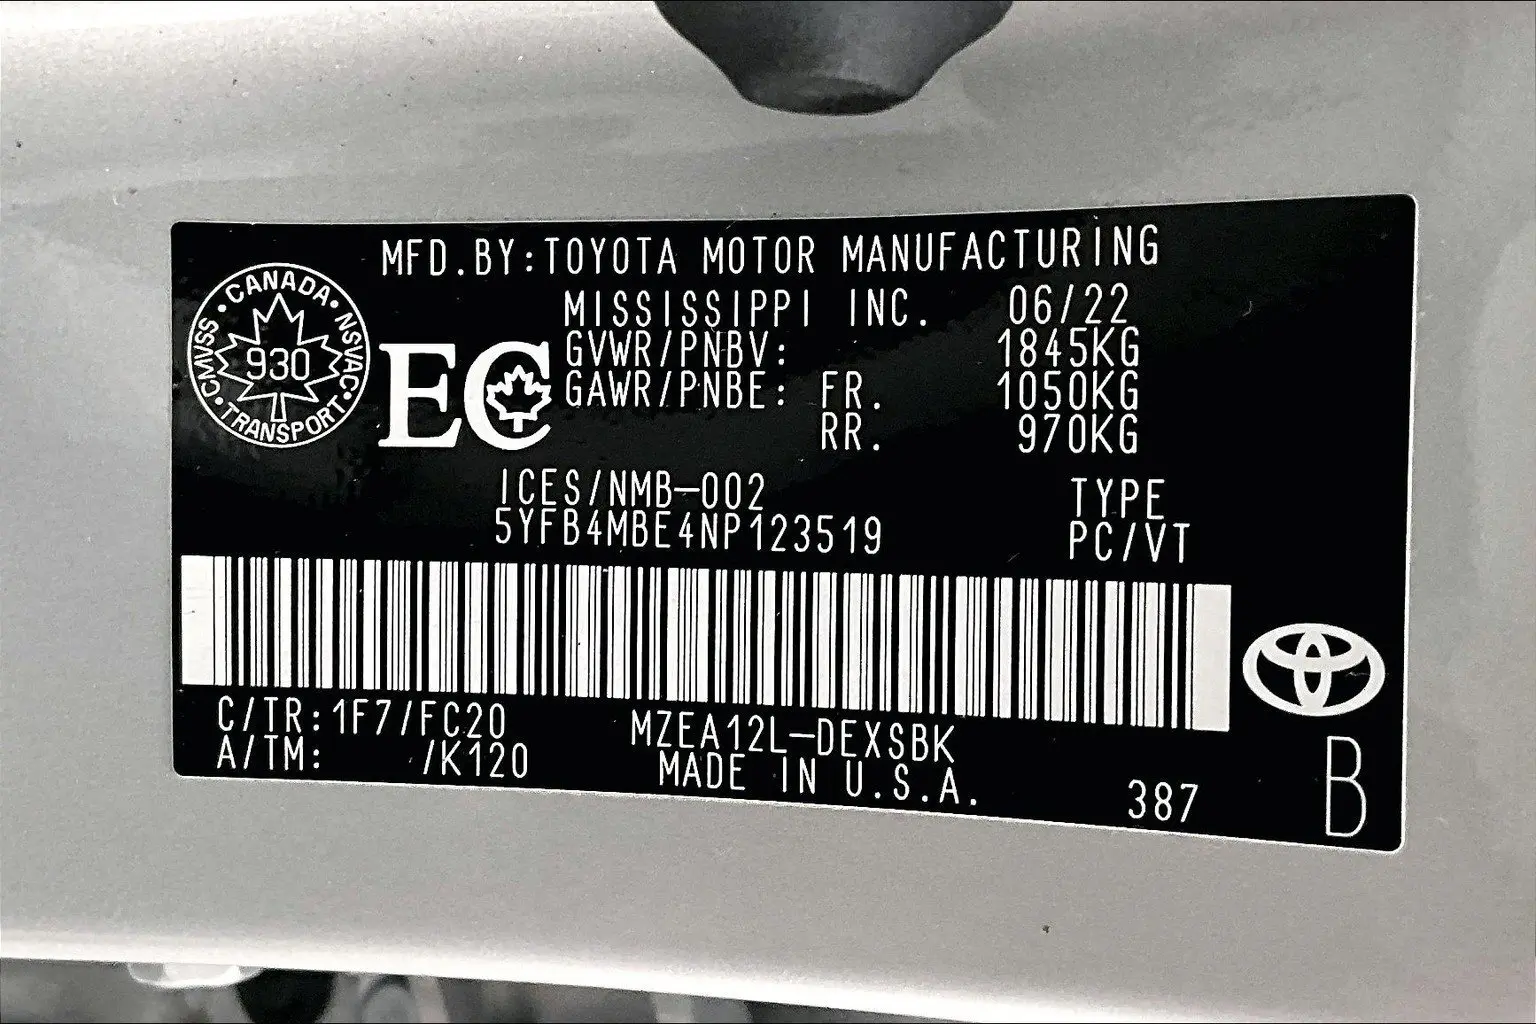 MFD.BY:TOYOTA MOTOR MANUFACTURING
MISSISSIPPI INC. 06/22
GVWR/PNBV: 1845KG
GAWR/PNBE: FR. 1050KG
RR. 970KG
CANADA
CMVSS
NSVAC
930
TRANSPORT
EC
ICES/NMB-002 TYPE
5YFB4MBE4NP123519 PC/VT
C/TR:1F7/FC20 MZEA12L-DEXSBK
A/TM: /K120 MADE IN U.S.A.
387
B